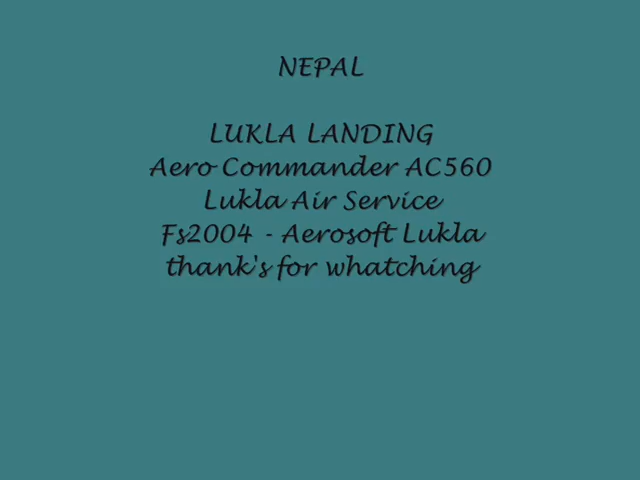 NEPAL
LUKLA LANDING
Aero Commander AC560
Lukla Air Service
Fs2004 - Aerosoft Lukla
thank's for whatching